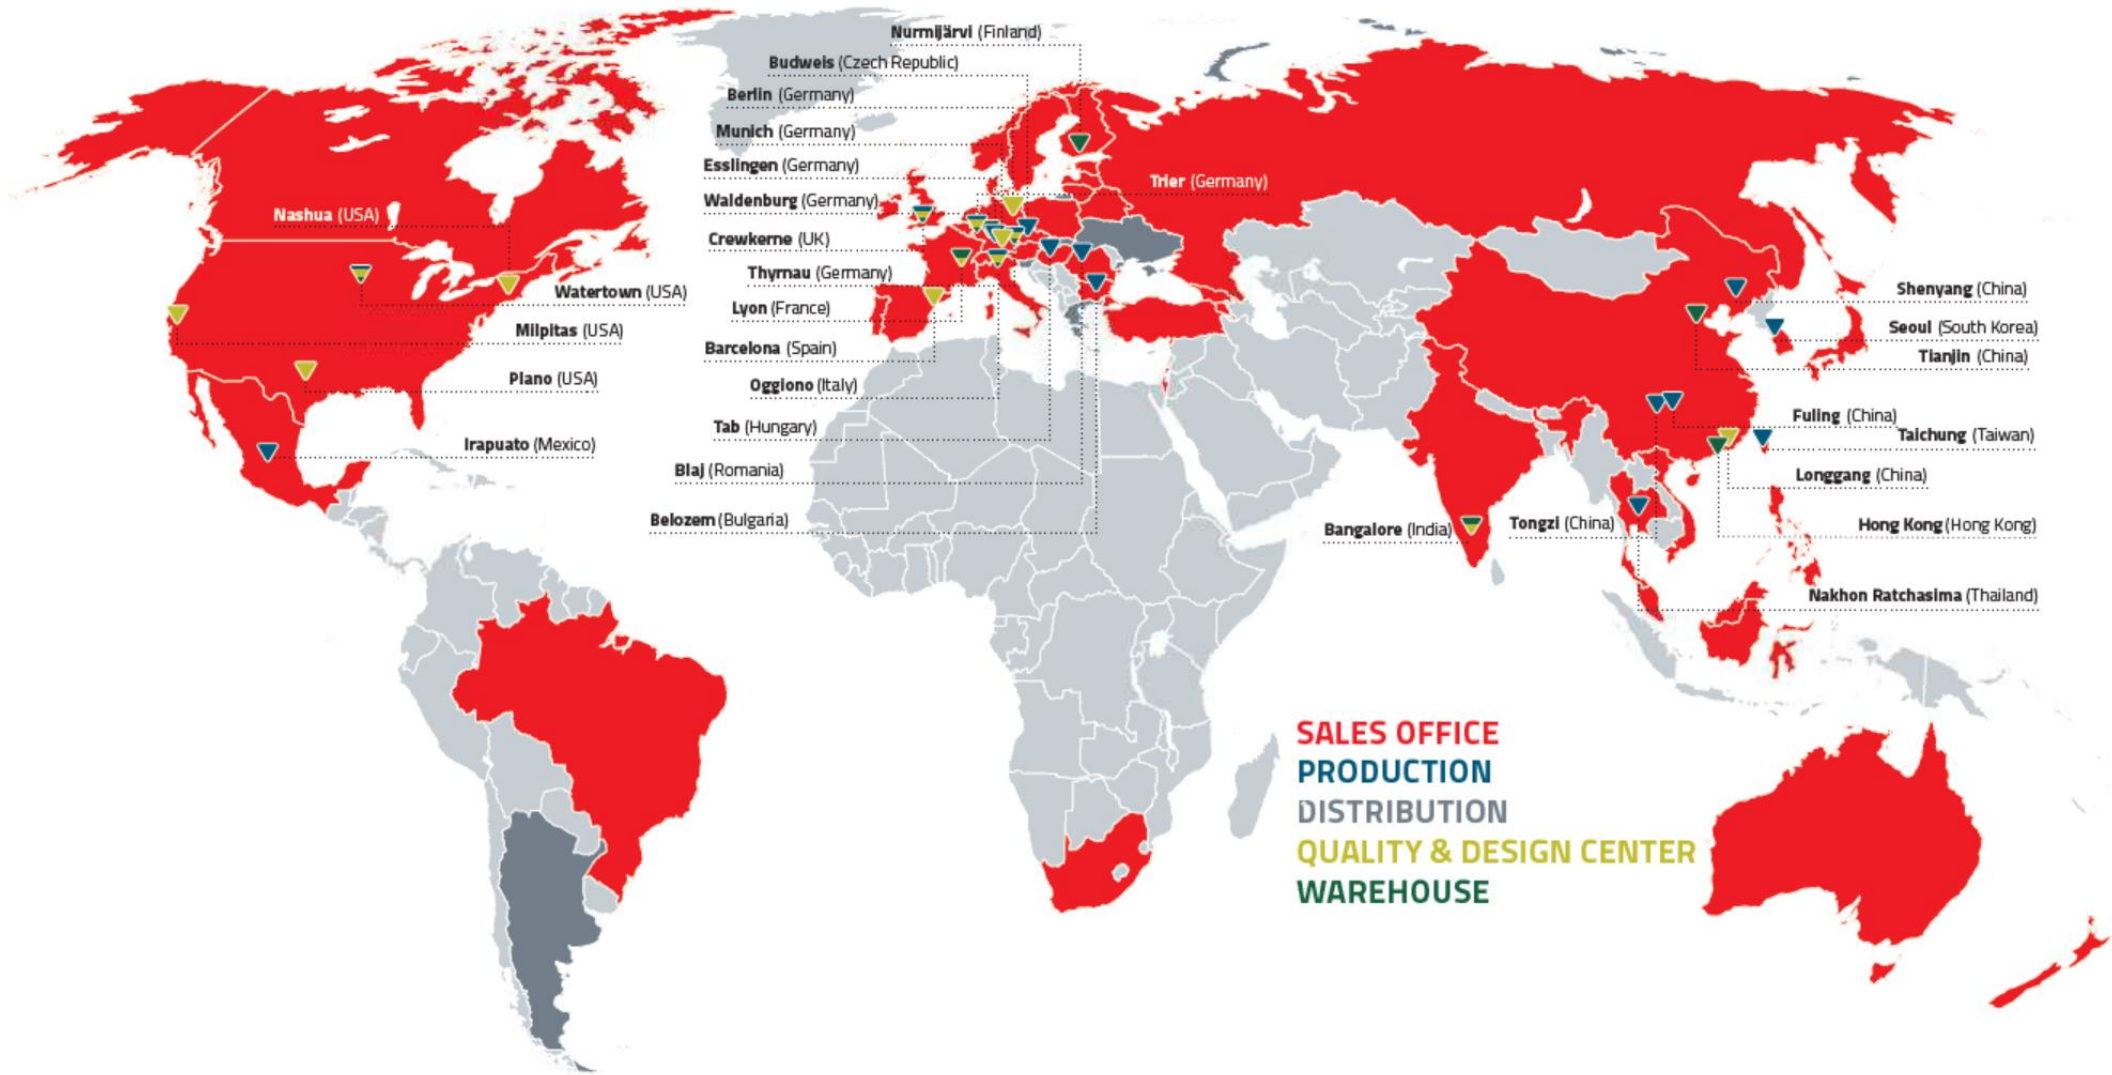 Nurmijärvi (Finland)
Budweis (Czech Republic)
Berlin (Germany)
Munich (Germany)
Esslingen (Germany)
Trier (Germany)
Waldenburg (Germany)
Nashua (USA)
Crewkerne (UK)
Thyrnau (Germany)
Watertown (USA)
Shenyang (China)
Lyon (France)
Milpitas (USA)
Seoul (South Korea)
Barcelona (Spain)
Tianjin (China)
Plano (USA)
Oggiono (Italy)
Fuling (China)
Tab (Hungary)
Taichung (Taiwan)
Irapuato (Mexico)
Blaj (Romania)
Longgang (China)
Belozem (Bulgaria)
Bangalore (India)
Tongzi (China)
Hong Kong (Hong Kong)
Nakhon Ratchasima (Thailand)
SALES OFFICE
PRODUCTION
DISTRIBUTION
QUALITY & DESIGN CENTER
WAREHOUSE